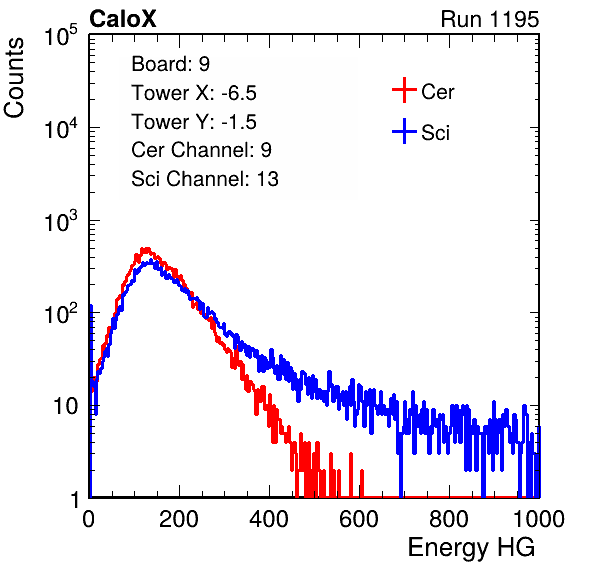 CaloX Run 1195
Counts
Board: 9
Tower X: -6.5
Tower Y: -1.5
Cer Channel: 9
Sci Channel: 13
Cer
Sci
10^5
10^4
10^3
10^2
10
1
0 200 400 600 800 1000
Energy HG